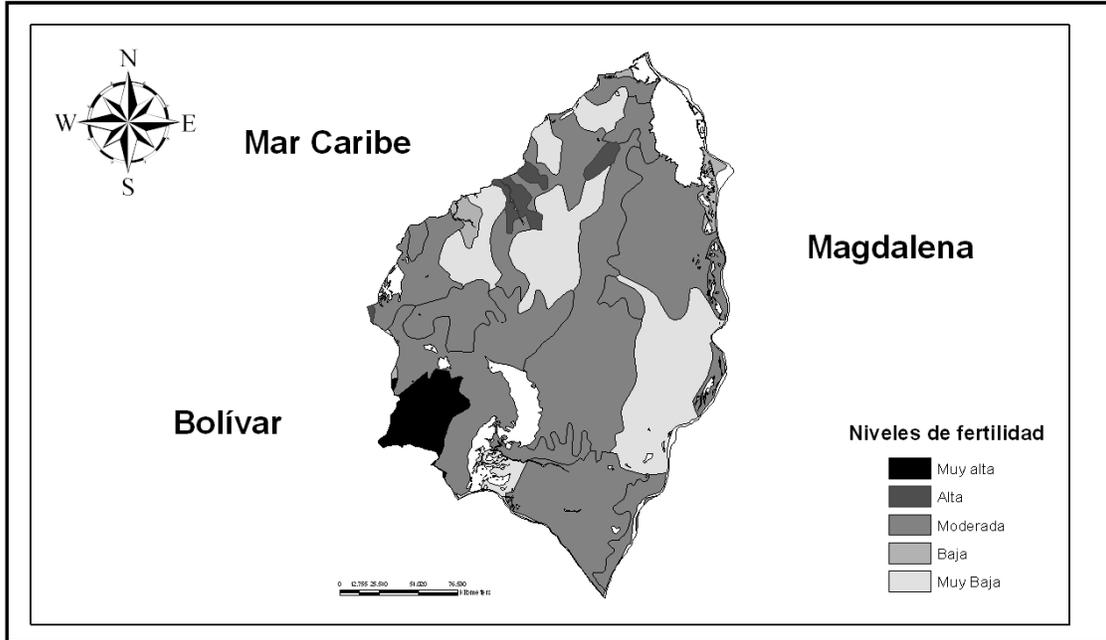 N
W E
S
Mar Caribe
Magdalena
Bolívar
Niveles de fertilidad
Muy alta
Alta
Moderada
Baja
Muy Baja